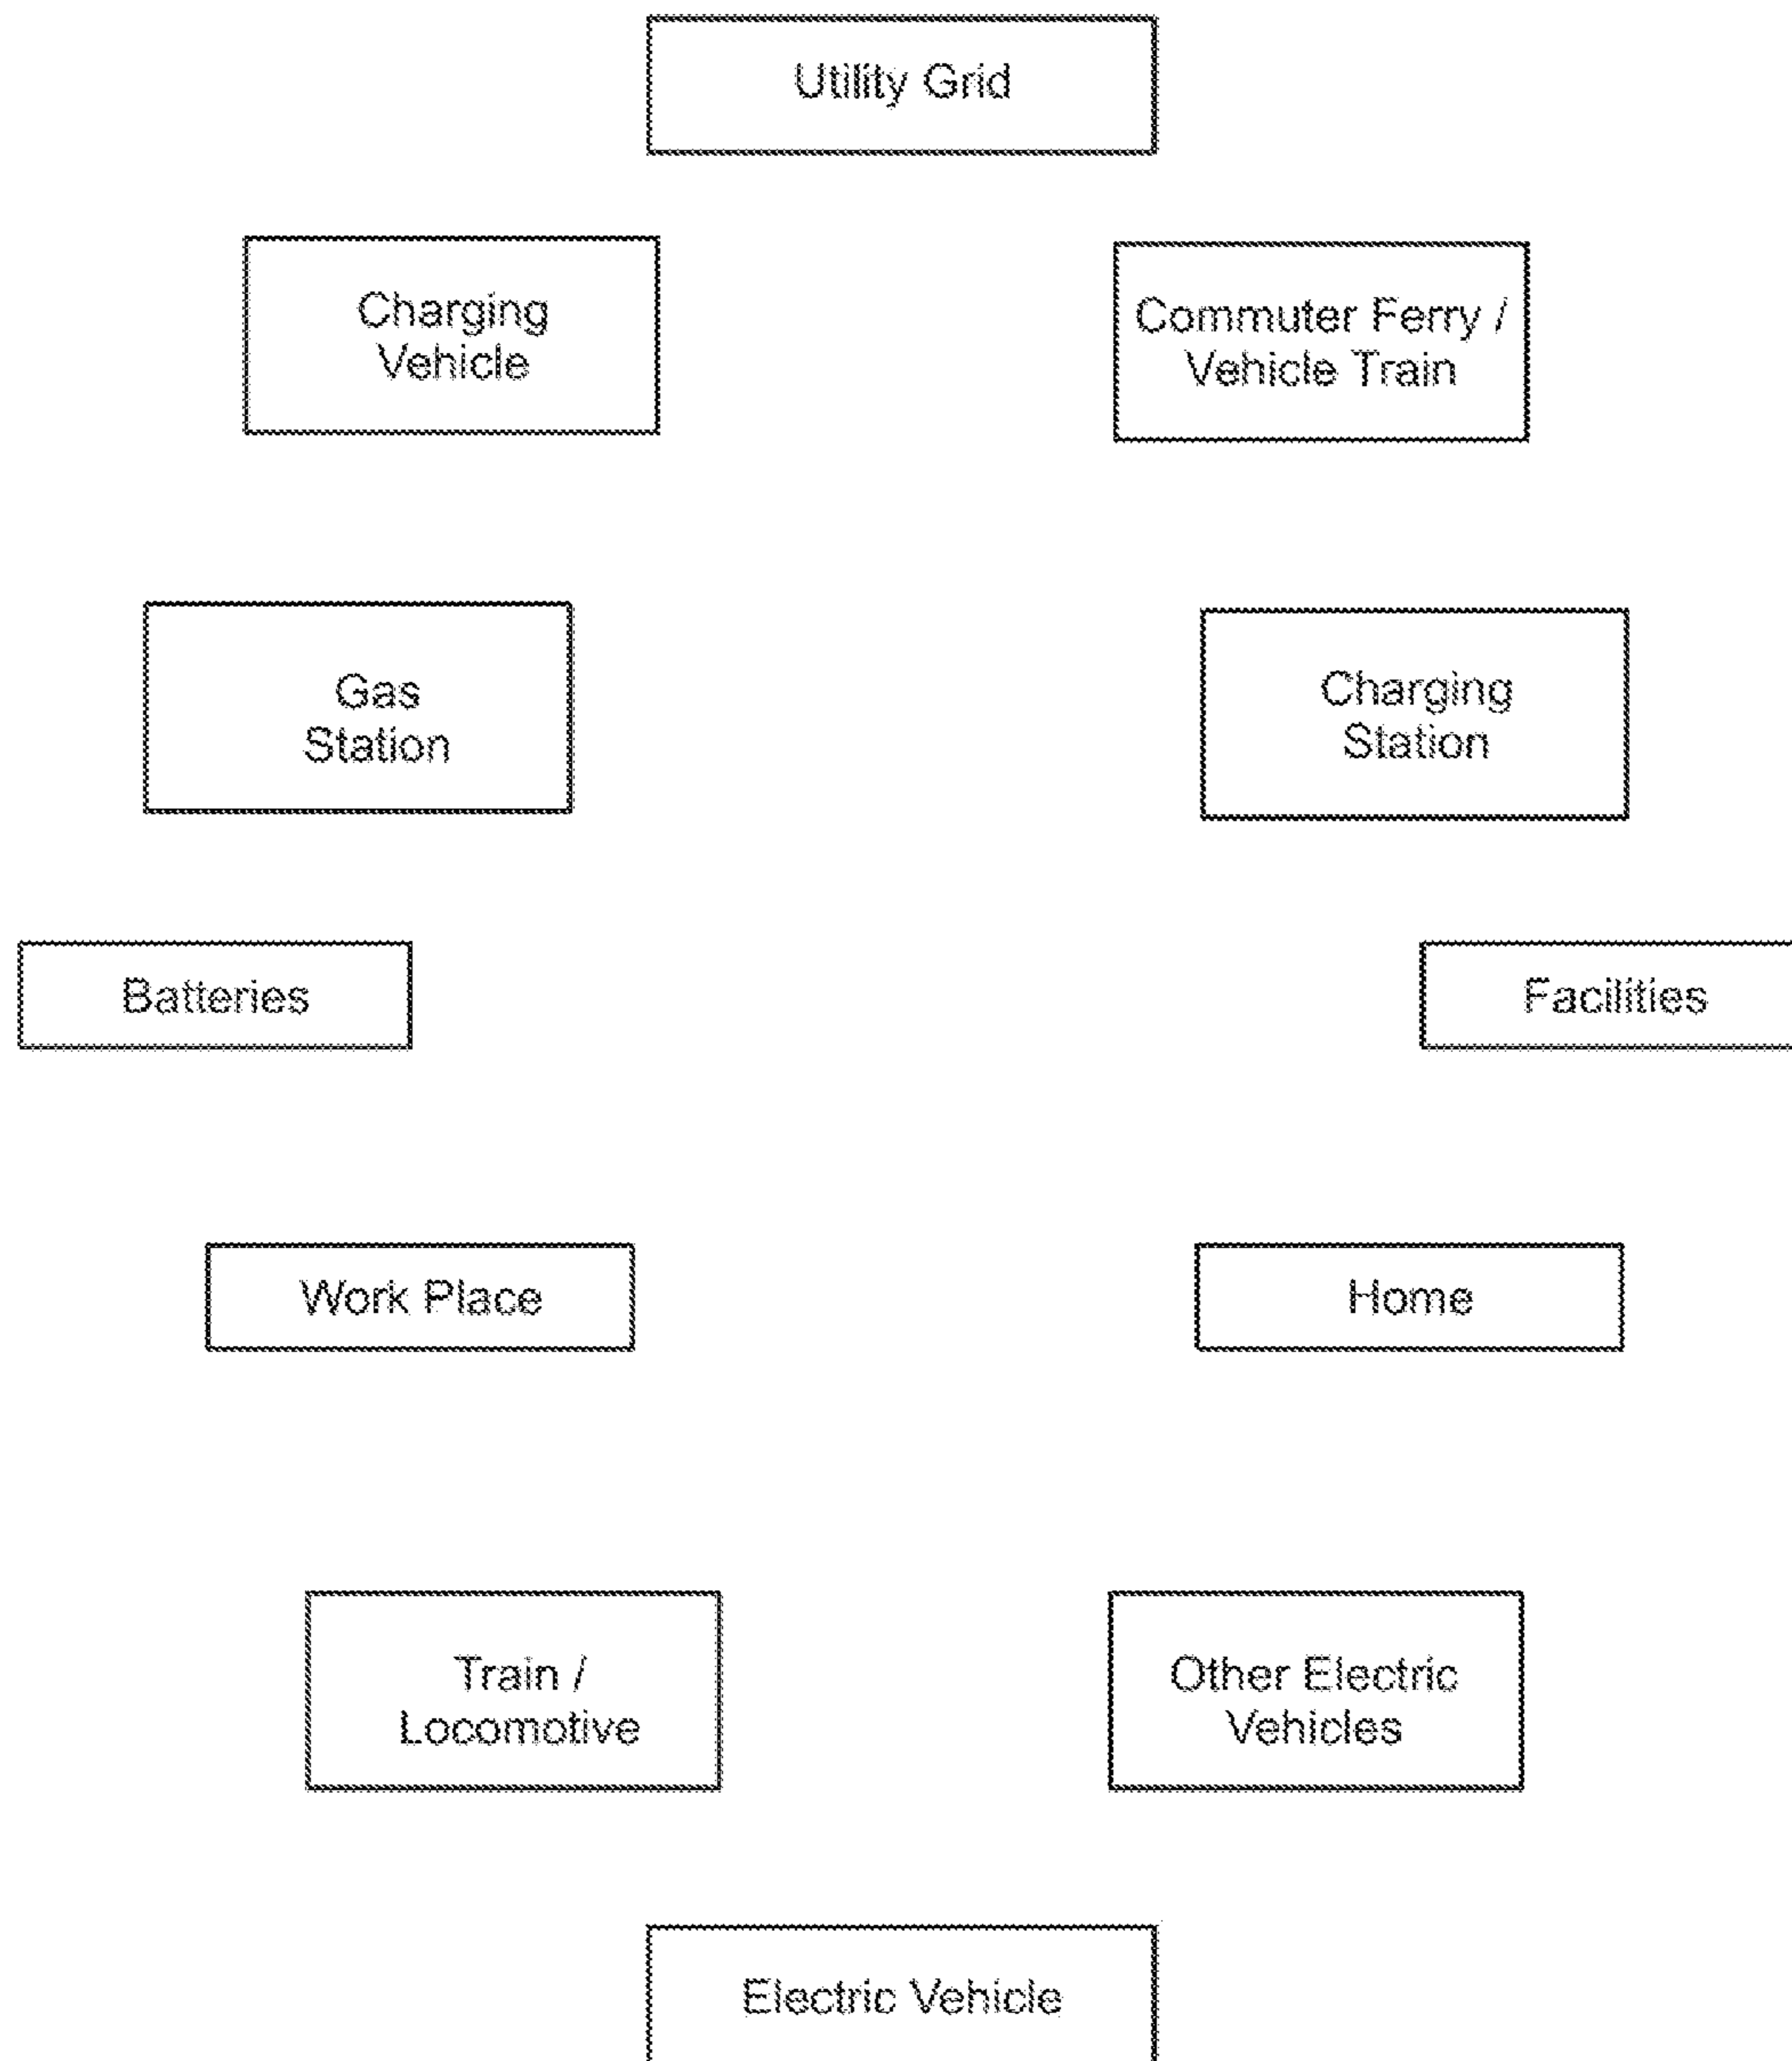 Utility Grid
Charging
Vehicle
Commuter Ferry /
Vehicle Train
Gas
Station
Charging
Station
Batteries
Facilities
Work Place
Home
Train /
Locomotive
Other Electric
Vehicles
Electric Vehicle